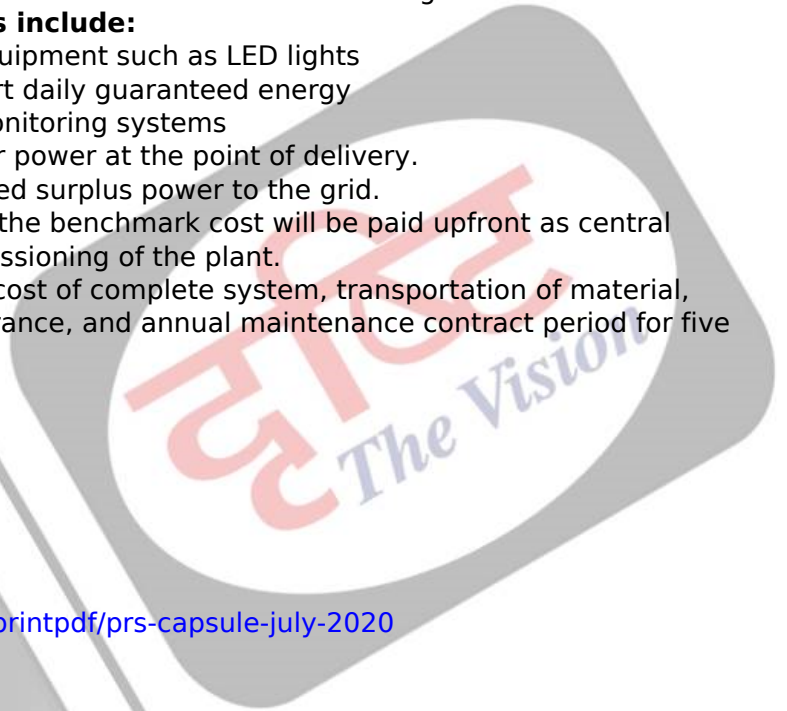 s include:
uipment such as LED lights
rt daily guaranteed energy
onitoring systems
r power at the point of delivery.
ed surplus power to the grid.
the benchmark cost will be paid upfront as central
ssioning of the plant.
cost of complete system, transportation of material,
rance, and annual maintenance contract period for five
दृष्टि
The Vision
printpdf/prs-capsule-july-2020